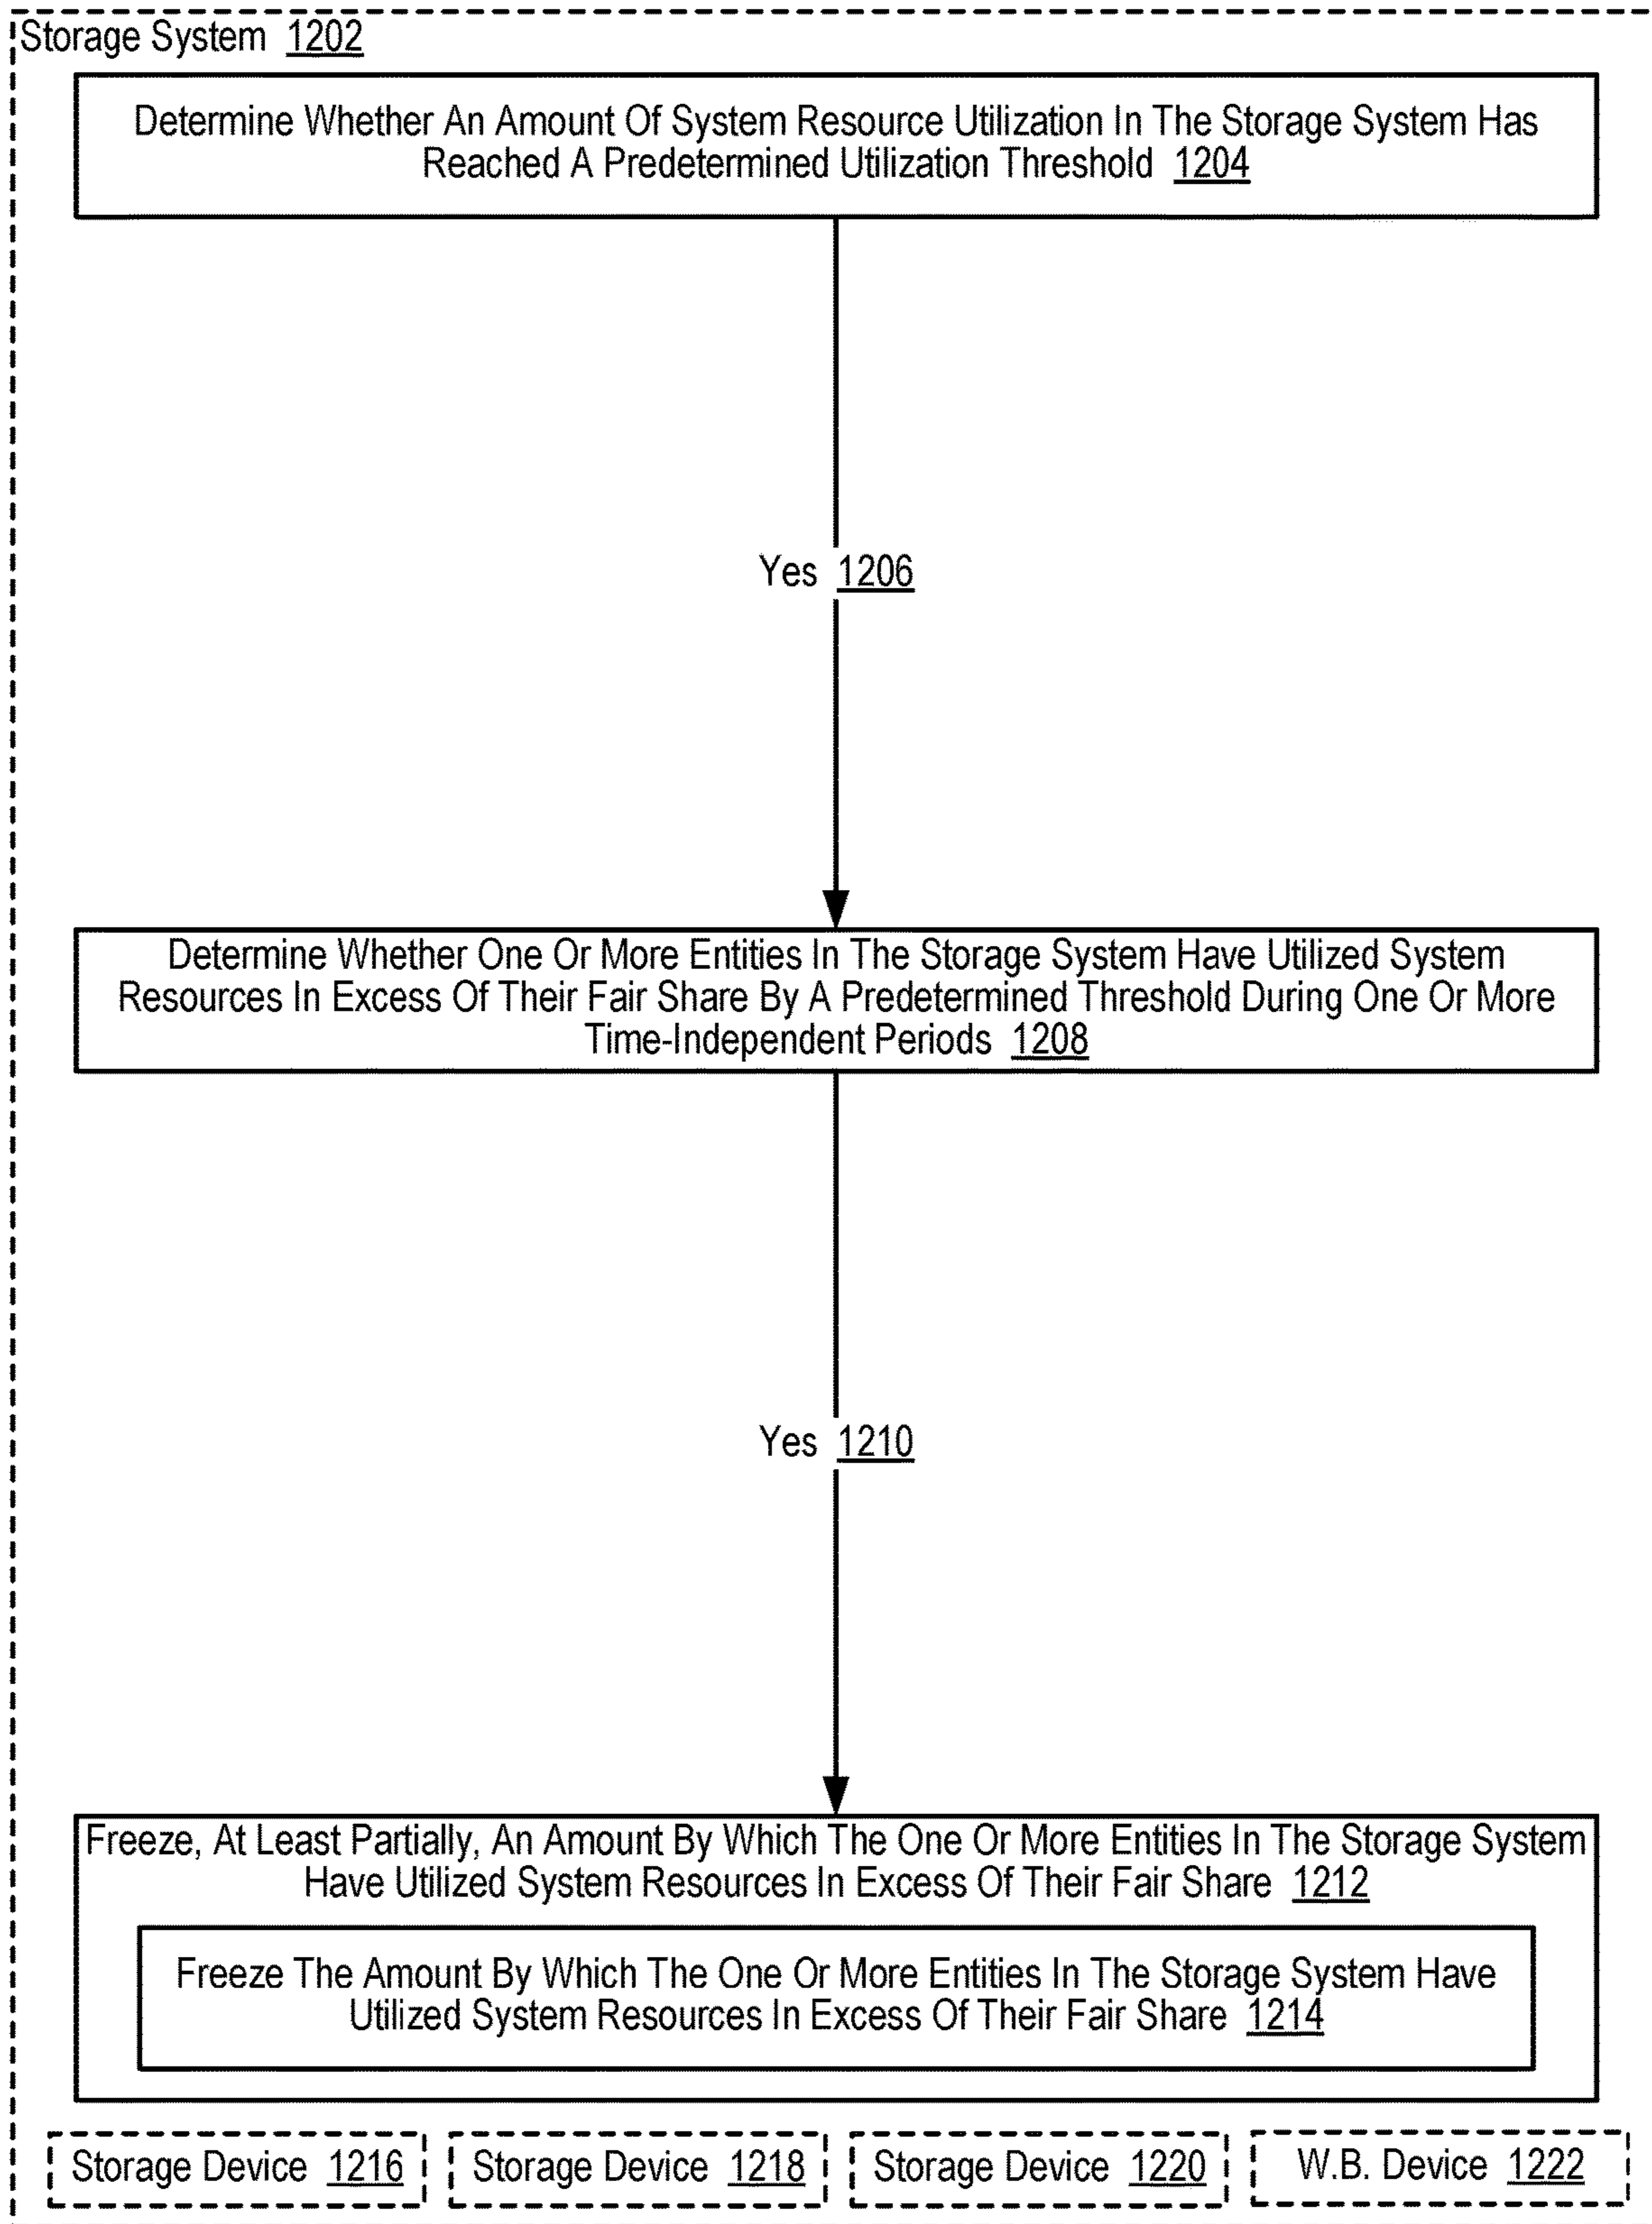 Storage System 1202
Determine Whether An Amount Of System Resource Utilization In The Storage System Has
Reached A Predetermined Utilization Threshold 1204
Yes 1206
Determine Whether One Or More Entities In The Storage System Have Utilized System
Resources In Excess Of Their Fair Share By A Predetermined Threshold During One Or More
Time-Independent Periods 1208
Yes 1210
Freeze, At Least Partially, An Amount By Which The One Or More Entities In The Storage System
Have Utilized System Resources In Excess Of Their Fair Share 1212
Freeze The Amount By Which The One Or More Entities In The Storage System Have
Utilized System Resources In Excess Of Their Fair Share 1214
Storage Device 1216
Storage Device 1218
Storage Device 1220
W.B. Device 1222